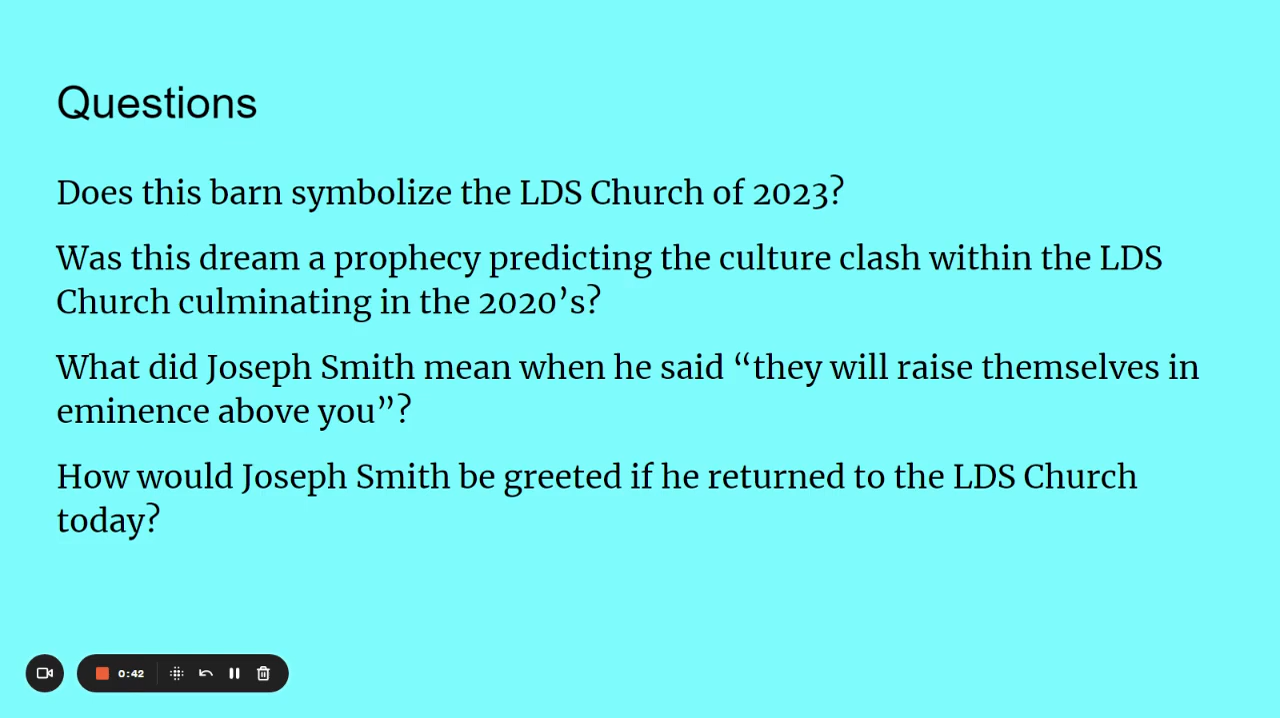 Questions
Does this barn symbolize the LDS Church of 2023?
Was this dream a prophecy predicting the culture clash within the LDS
Church culminating in the 2020’s?
What did Joseph Smith mean when he said “they will raise themselves in
eminence above you”?
How would Joseph Smith be greeted if he returned to the LDS Church
today?
0:42